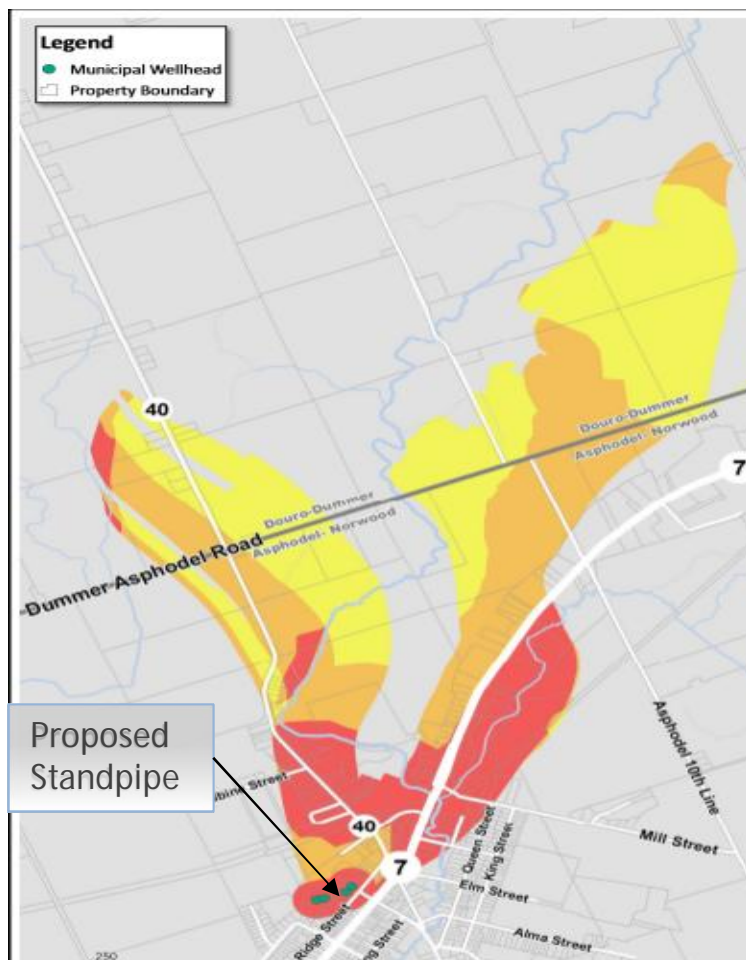 Legend
Municipal Wellhead
Property Boundary
40
Douro-Dummer
Asphodel- Norwood
7
Douro-Dummer
Asphodel- Norwood
Dummer Asphodel Road
Proposed
Standpipe
Street
Asphodel 10th Line
40
Queen Street
King Street
Mill Street
7
Elm Street
Ridge Street
Street
Alma Street
250